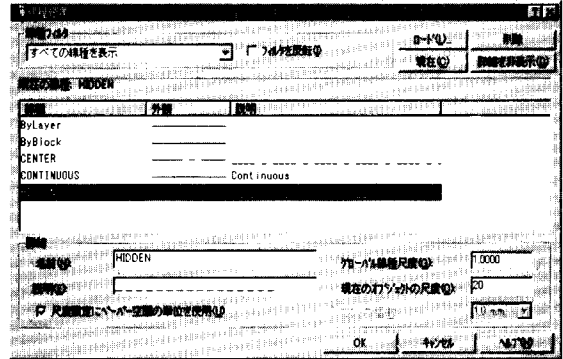 線種フィルタ
すべての線種を表示
フィルタを反転(I)
ロード(L)...
削除
現在(C)
詳細を非表示(D)
現在の線種: HIDDEN
線種 外観 説明
ByLayer
ByBlock
CENTER
CONTINUOUS Continuous
詳細
名前(N):
HIDDEN
グローバル線種尺度(G):
1.0000
説明(E):
現在のオブジェクトの尺度(O):
20
尺度設定にペーパー空間の単位を使用(U)
1.0 mm
OK
キャンセル
ヘルプ(H)